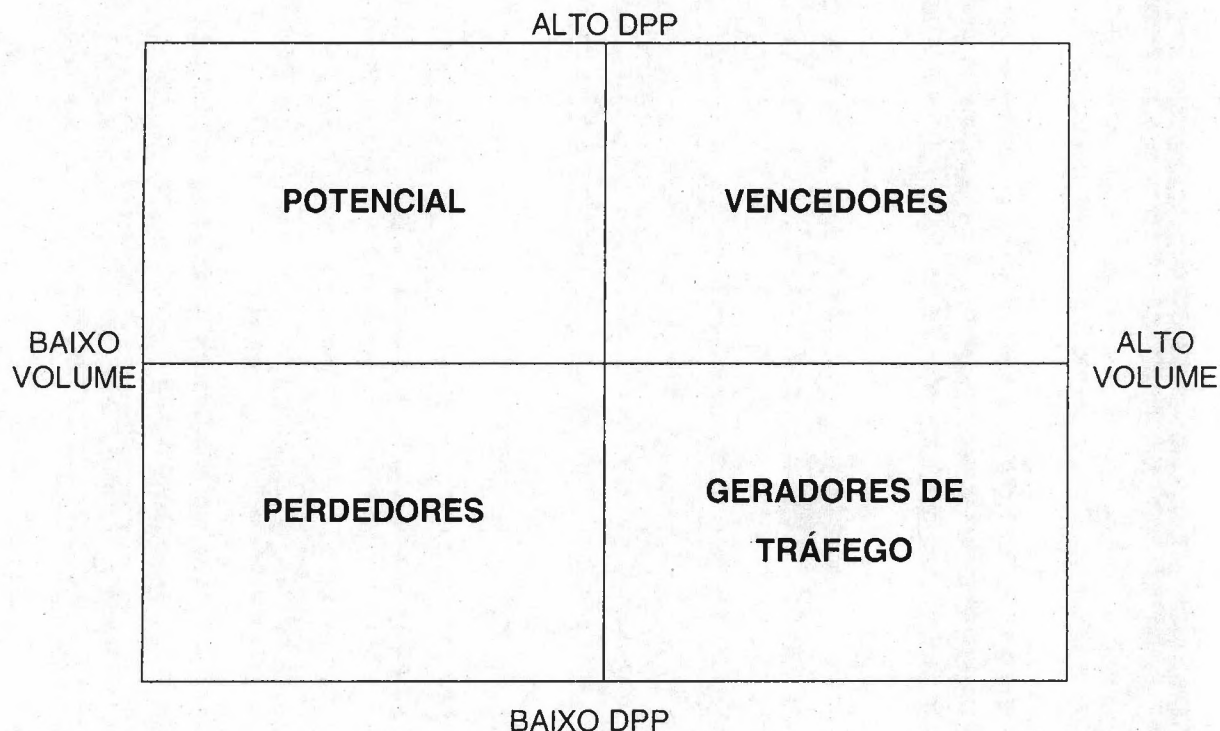 ALTO DPP
POTENCIAL
VENCEDORES
BAIXO
VOLUME
ALTO
VOLUME
PERDEDORES
GERADORES DE
TRÁFEGO
BAIXO DPP